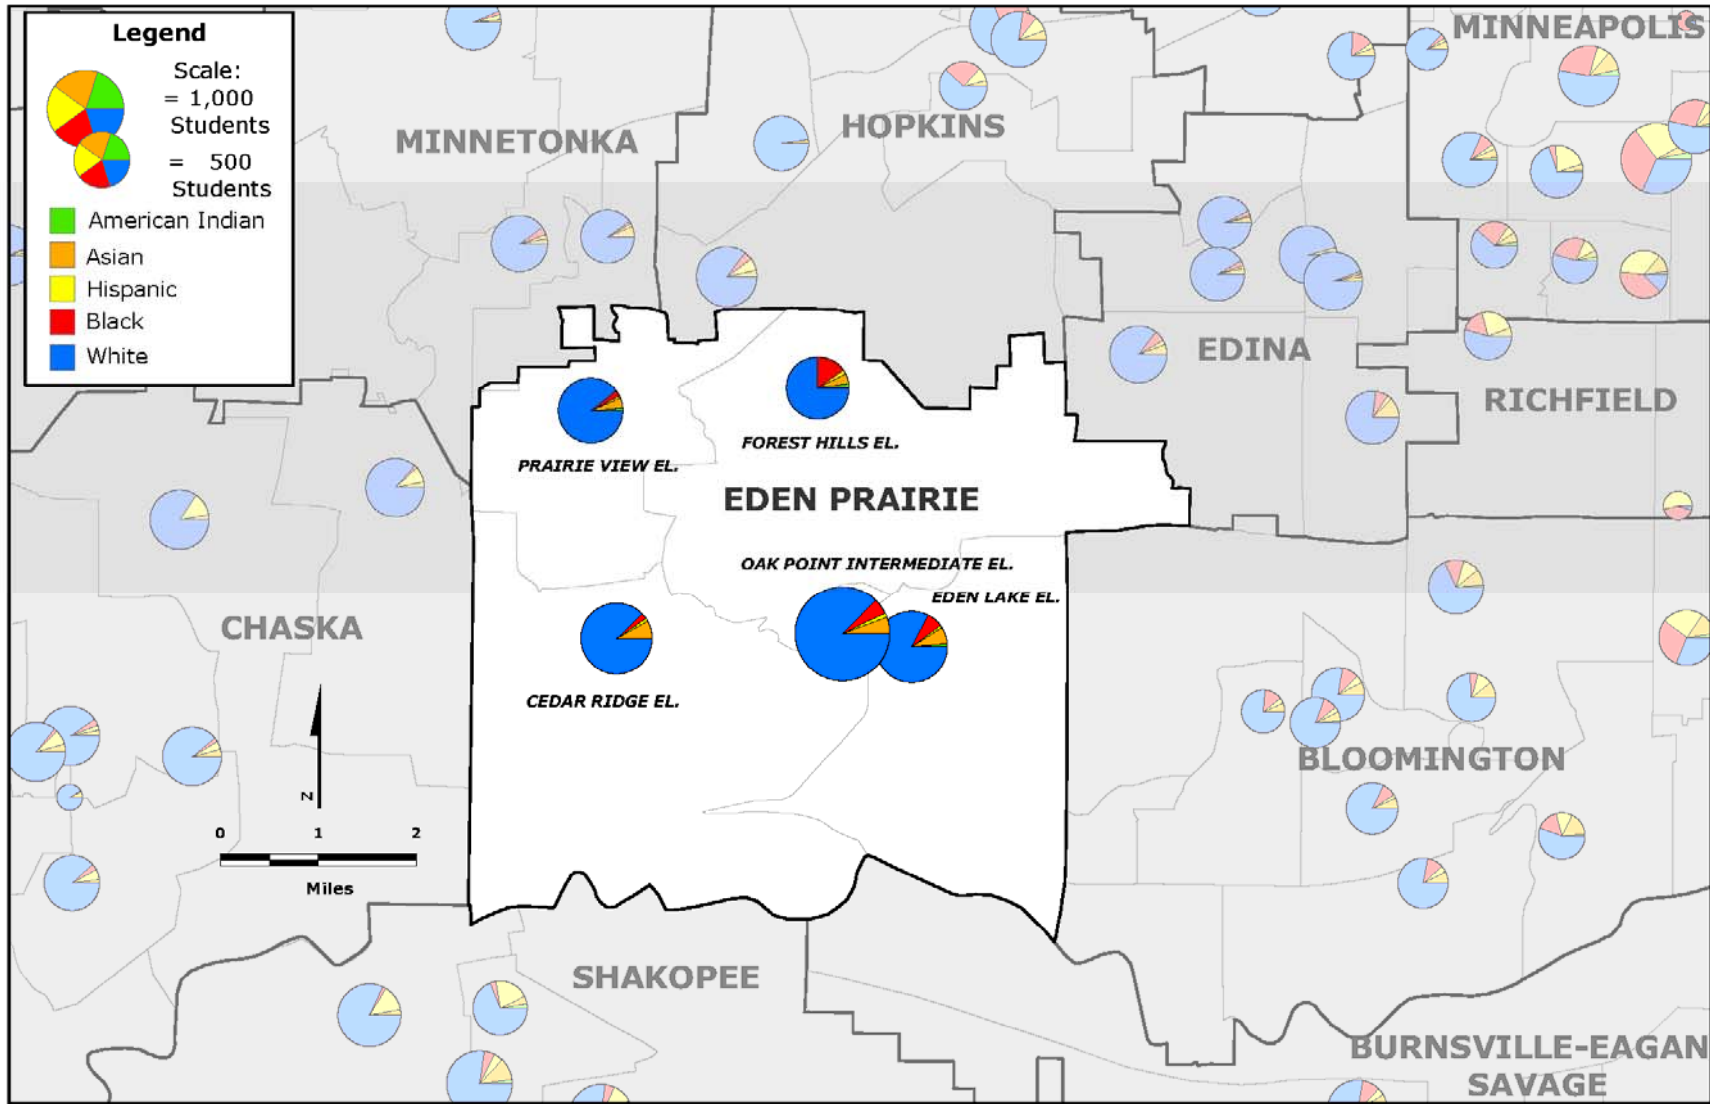 Legend
Scale:
= 1,000
Students
= 500
Students
American Indian
Asian
Hispanic
Black
White
MINNEAPOLIS
MINNETONKA
HOPKINS
EDINA
RICHFIELD
FOREST HILLS EL.
PRAIRIE VIEW EL.
EDEN PRAIRIE
OAK POINT INTERMEDIATE EL.
EDEN LAKE EL.
CHASKA
CEDAR RIDGE EL.
BLOOMINGTON
N
0 1 2
Miles
SHAKOPEE
BURNSVILLE-EAGAN
SAVAGE